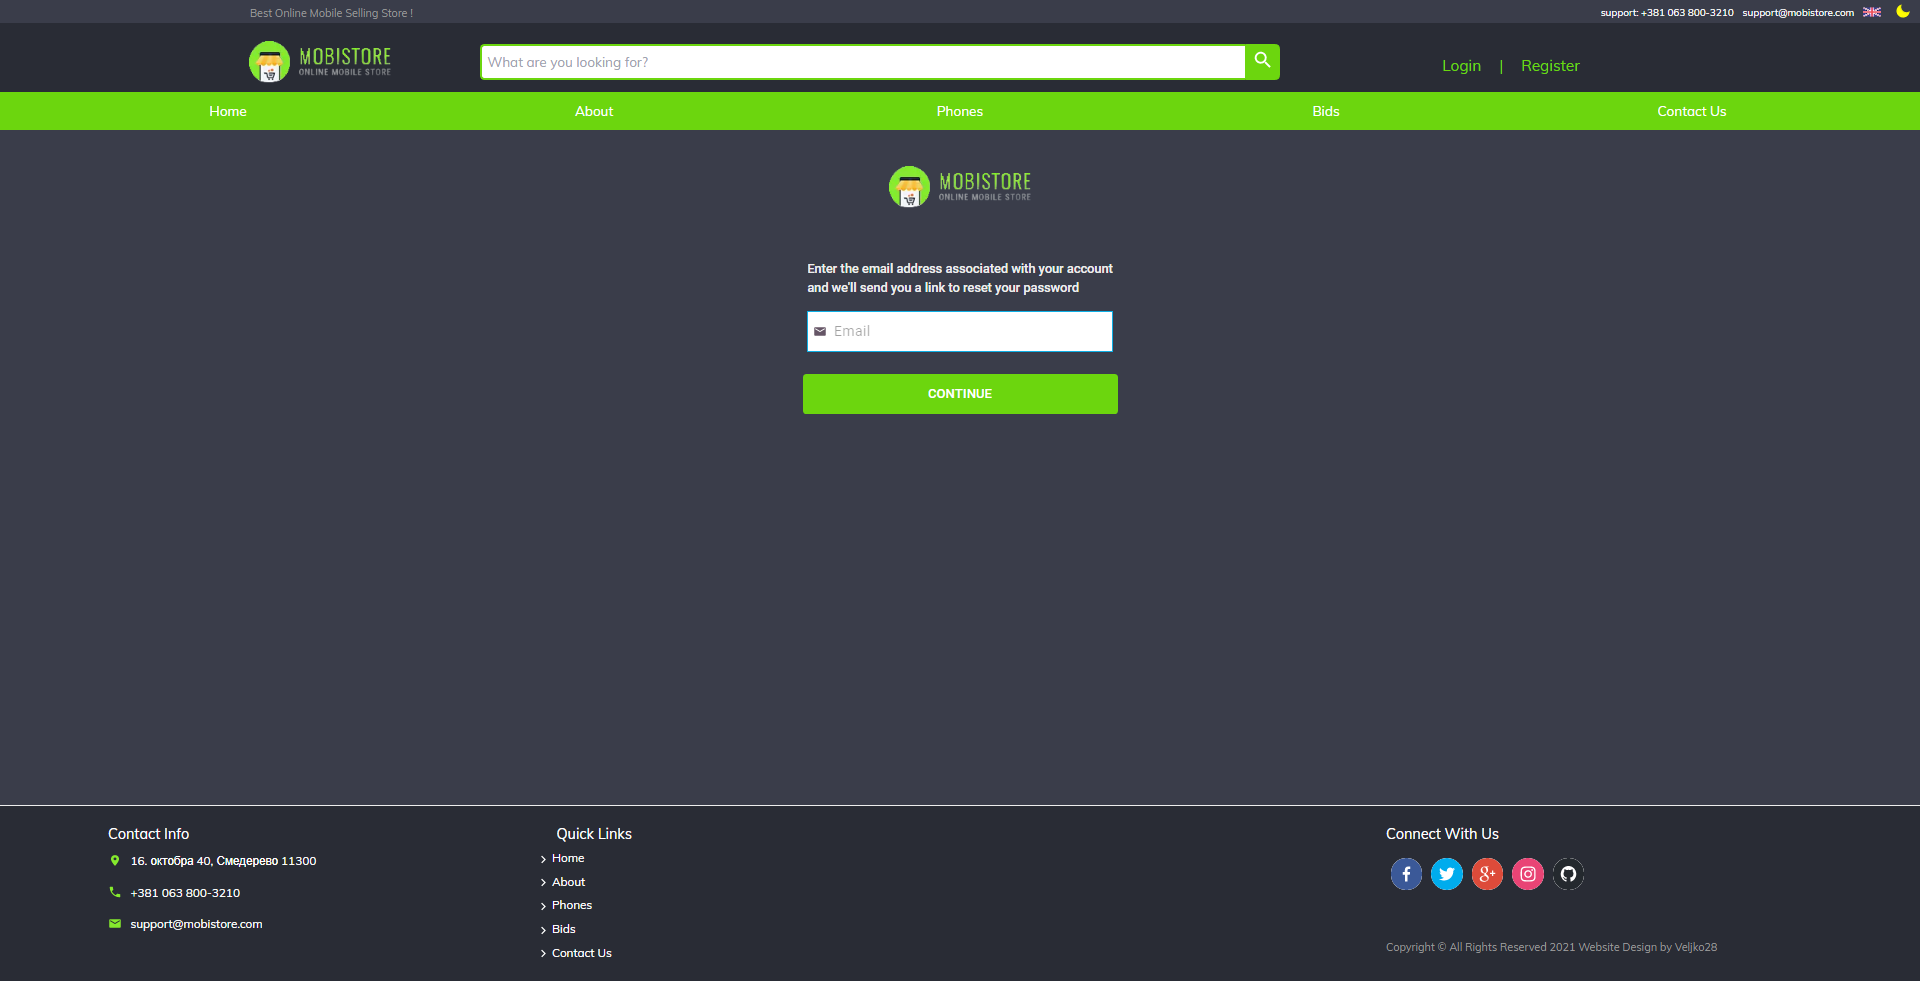 Best Online Mobile Selling Store !
support: +381 063 800-3210 support@mobistore.com
MOBISTORE
ONLINE MOBILE STORE
What are you looking for?
Login | Register
Home About Phones Bids Contact Us
MOBISTORE
ONLINE MOBILE STORE
Enter the email address associated with your account
and we'll send you a link to reset your password
Email
CONTINUE
Contact Info
16. октобра 40, Смедерево 11300
+381 063 800-3210
support@mobistore.com
Quick Links
Home
About
Phones
Bids
Contact Us
Connect With Us
Copyright © All Rights Reserved 2021 Website Design by Veljko28